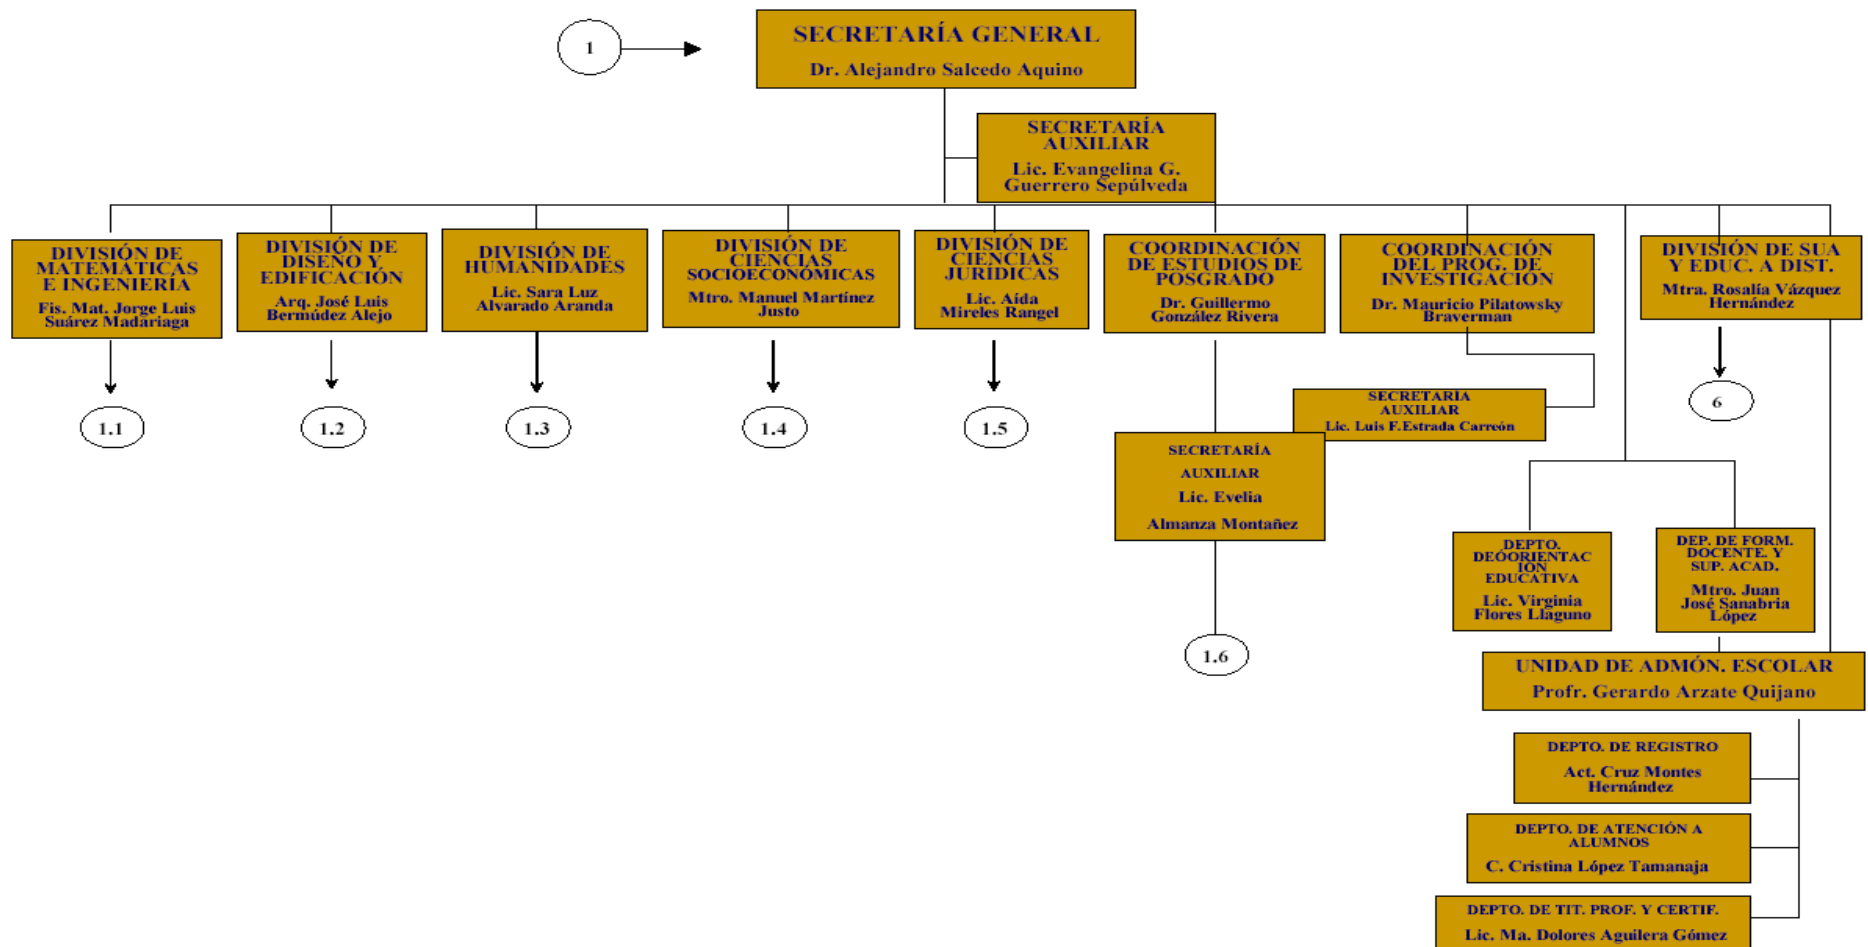 1
SECRETARÍA GENERAL
Dr. Alejandro Salcedo Aquino
SECRETARÍA
AUXILIAR
Lic. Evangelina G.
Guerrero Sepúlveda
DIVISIÓN DE
MATEMÁTICAS
E INGENIERÍA
Fis. Mat. Jorge Luis
Suárez Madariaga
DIVISIÓN DE
DISEÑO Y
EDIFICACIÓN
Arq. José Luis
Bermúdez Alejo
DIVISIÓN DE
HUMANIDADES
Lic. Sara Luz
Alvarado Aranda
DIVISIÓN DE
CIENCIAS
SOCIOECONÓMICAS
Mtro. Manuel Martínez
Justo
DIVISIÓN DE
CIENCIAS
JURÍDICAS
Lic. Aída
Mireles Rangel
COORDINACIÓN
DE ESTUDIOS DE
POSGRADO
Dr. Guillermo
González Rivera
COORDINACIÓN
DEL PROG. DE
INVESTIGACIÓN
Dr. Mauricio Pilatowsky
Braverman
DIVISIÓN DE SUA
Y EDUC. A DIST.
Mtra. Rosalía Vázquez
Hernández
1.1
1.2
1.3
1.4
1.5
SECRETARIA
AUXILIAR
Lic. Luis F.Estrada Carreón
6
SECRETARÍA
AUXILIAR
Lic. Evelia
Almanza Montañez
1.6
DEPTO.
DEÓORIENTAC
IÓN
EDUCATIVA
Lic. Virginia
Flores Llaguno
DEP. DE FORM.
DOCENTE. Y
SUP. ACAD.
Mtro. Juan
José Sanabria
López
UNIDAD DE ADMÓN. ESCOLAR
Profr. Gerardo Arzate Quijano
DEPTO. DE REGISTRO
Act. Cruz Montes
Hernández
DEPTO. DE ATENCIÓN A
ALUMNOS
C. Cristina López Tamanaja
DEPTO. DE TIT. PROF. Y CERTIF.
Lic. Ma. Dolores Aguilera Gómez